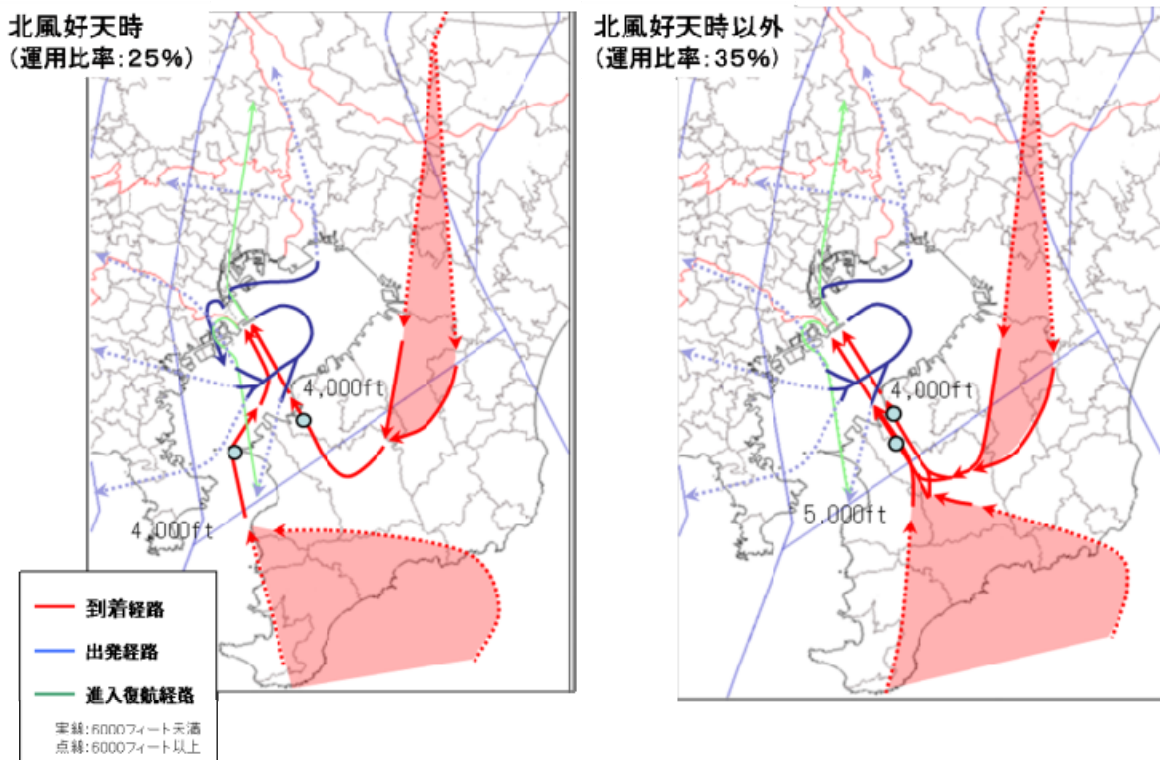 北風好天時
(運用比率:25%)
北風好天時以外
(運用比率:35%)
4,000ft
4,000ft
4,000ft
5,000ft
到着経路
出発経路
進入復航経路
実線:6000フィート未満
点線:6000フィート以上